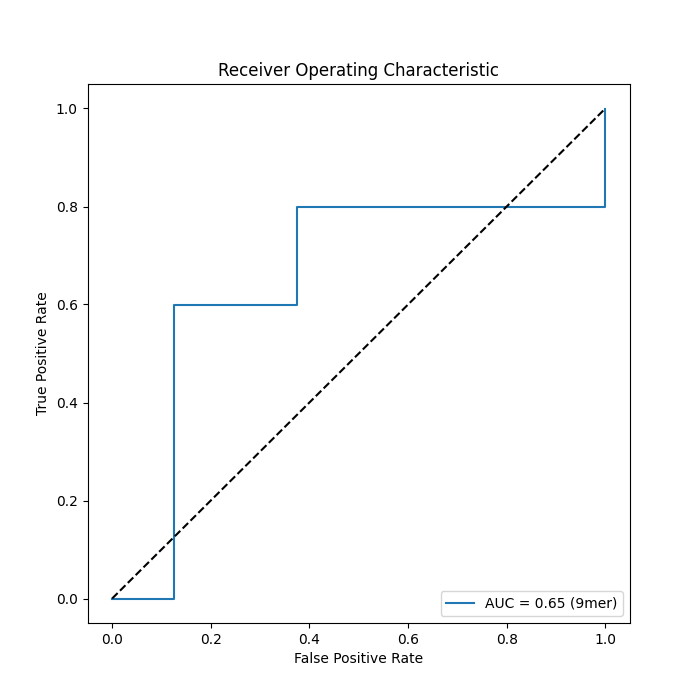 Receiver Operating Characteristic
1.0
0.8
0.6
0.4
0.2
0.0
True Positive Rate
AUC = 0.65 (9mer)
0.0 0.2 0.4 0.6 0.8 1.0
False Positive Rate